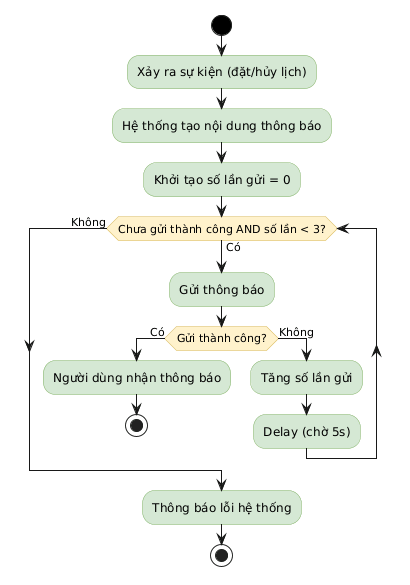 Xảy ra sự kiện (đặt/hủy lịch)
Hệ thống tạo nội dung thông báo
Khởi tạo số lần gửi = 0
Không
Chưa gửi thành công AND số lần < 3?
Có
Gửi thông báo
Có
Gửi thành công?
Không
Người dùng nhận thông báo
Tăng số lần gửi
Delay (chờ 5s)
Thông báo lỗi hệ thống